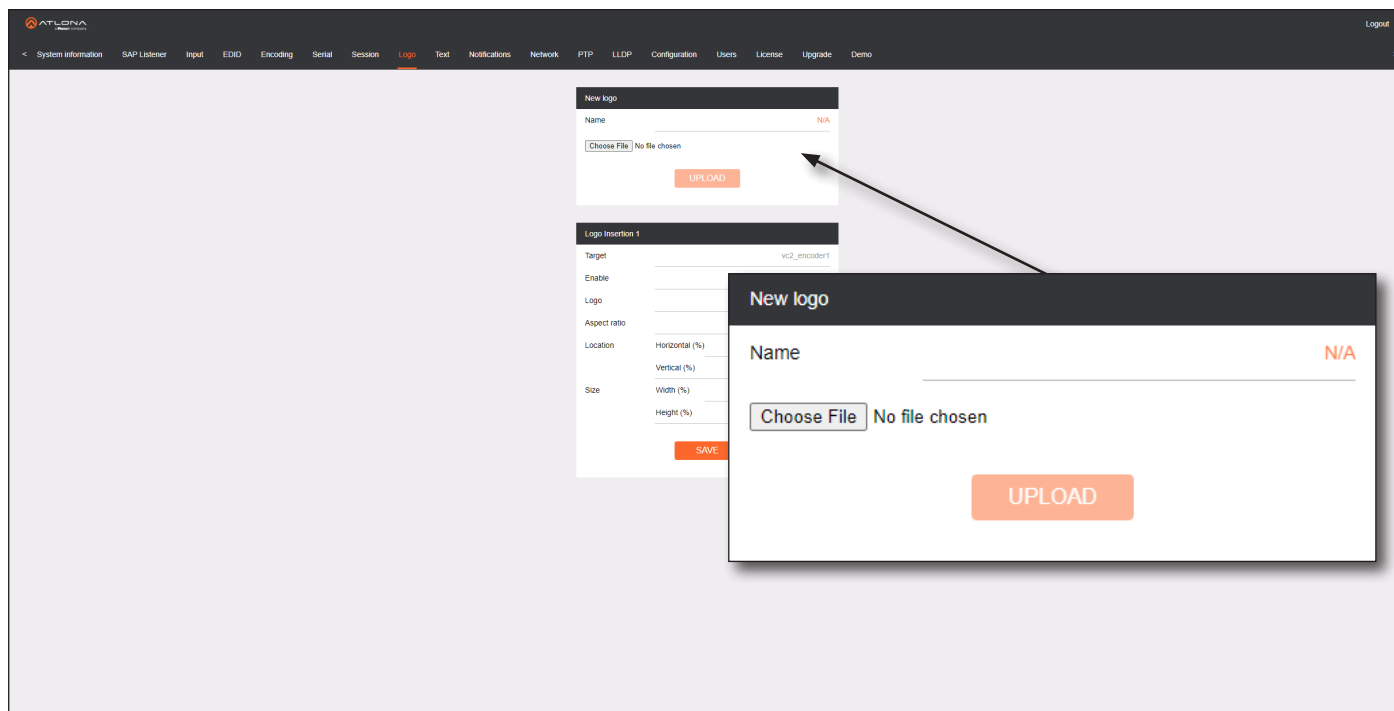 ATLONA
Logout
< System information SAP Listener Input EDID Encoding Serial Session Logo Text Notifications Network PTP LLDP Configuration Users License Upgrade Demo
New logo
Name N/A
Choose File No file chosen
UPLOAD
Logo Insertion 1
Target vc2_encoder1
Enable
Logo
Aspect ratio
Location Horizontal (%)
Vertical (%)
Size Width (%)
Height (%)
SAVE
New logo
Name N/A
Choose File No file chosen
UPLOAD